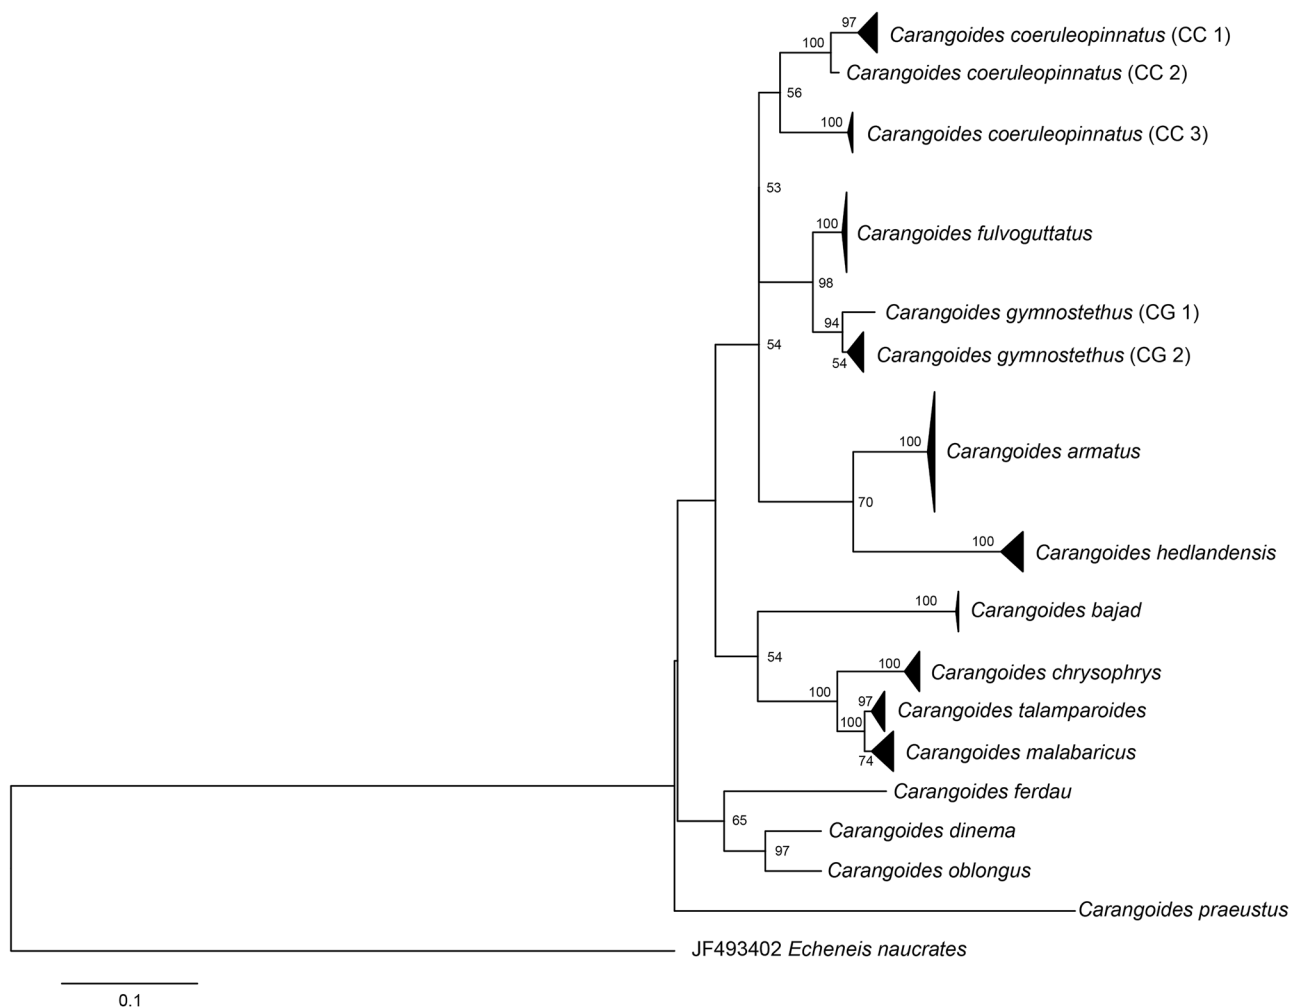 97
Carangoides coeruleopinnatus (CC 1)
100
Carangoides coeruleopinnatus (CC 2)
56
100
Carangoides coeruleopinnatus (CC 3)
53
100
Carangoides fulvoguttatus
98
Carangoides gymnostethus (CG 1)
94
54
Carangoides gymnostethus (CG 2)
54
100
Carangoides armatus
70
100
Carangoides hedlandensis
100
Carangoides bajad
54
100
Carangoides chrysophrys
100
97
Carangoides talamparoides
100
74
Carangoides malabaricus
Carangoides ferdau
65
Carangoides dinema
97
Carangoides oblongus
Carangoides praeustus
JF493402 Echeneis naucrates
0.1